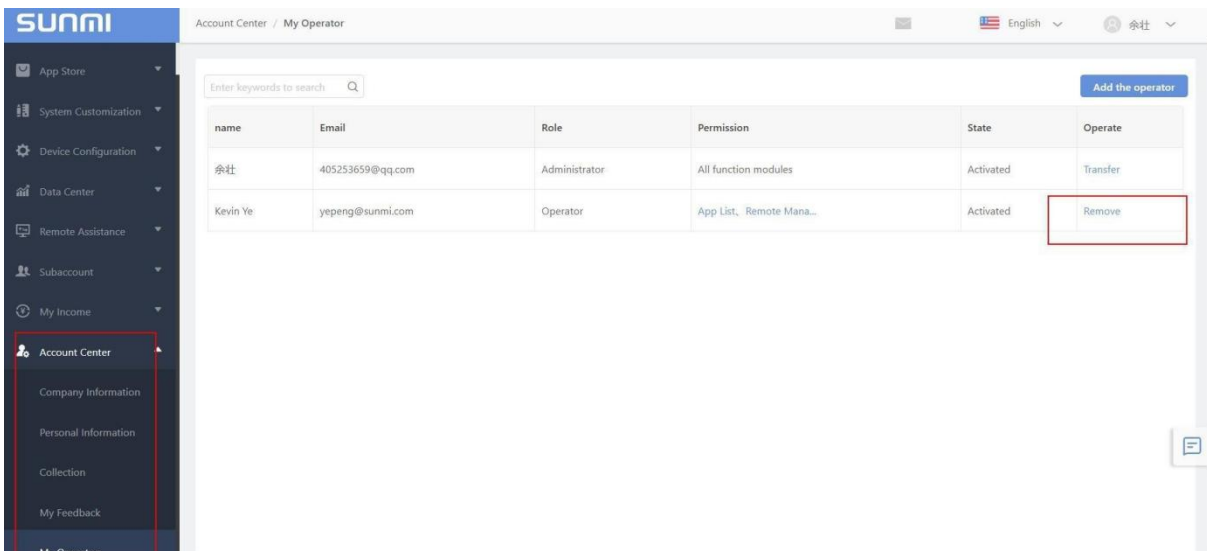 SUNMI
Account Center / My Operator
English
余壮
App Store
System Customization
Device Configuration
Data Center
Remote Assistance
Subaccount
My Income
Account Center
Company Information
Personal Information
Collection
My Feedback
My Operator
Enter keywords to search
Add the operator
name Email Role Permission State Operate
余壮 405253659@qq.com Administrator All function modules Activated Transfer
Kevin Ye yepeng@sunmi.com Operator App List、Remote Mana... Activated Remove